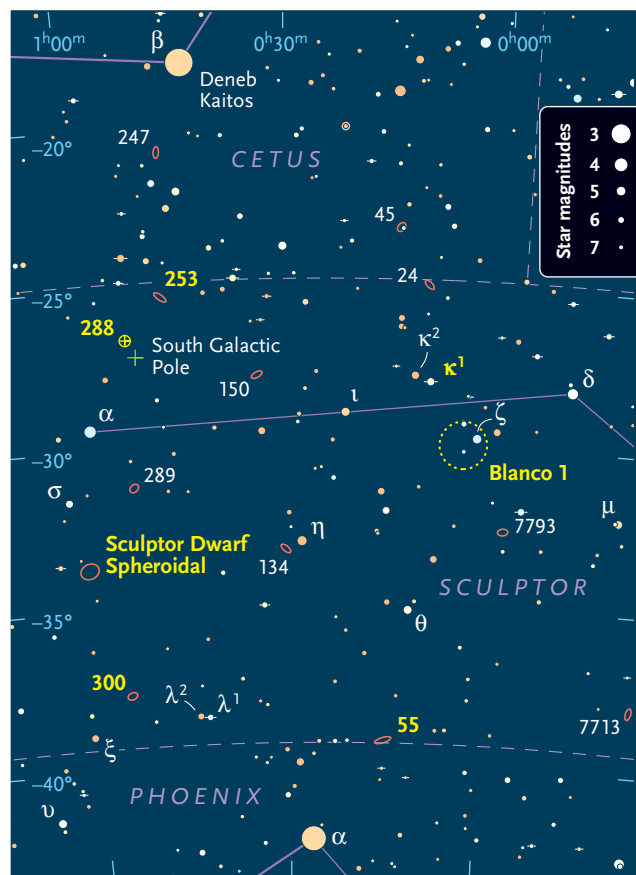 1h00m
0h30m
0h00m
β
Deneb
Kaitos
3
4
5
6
7
Star magnitudes
247
–20°
CETUS
45
253
24
–25°
288
South Galactic
Pole
κ2
κ1
150
δ
α
ι
ζ
–30°
Blanco 1
289
σ
η
7793
μ
Sculptor Dwarf
Spheroidal
134
SCULPTOR
–35°
θ
300
λ2
λ1
55
7713
ξ
–40°
PHOENIX
υ
α